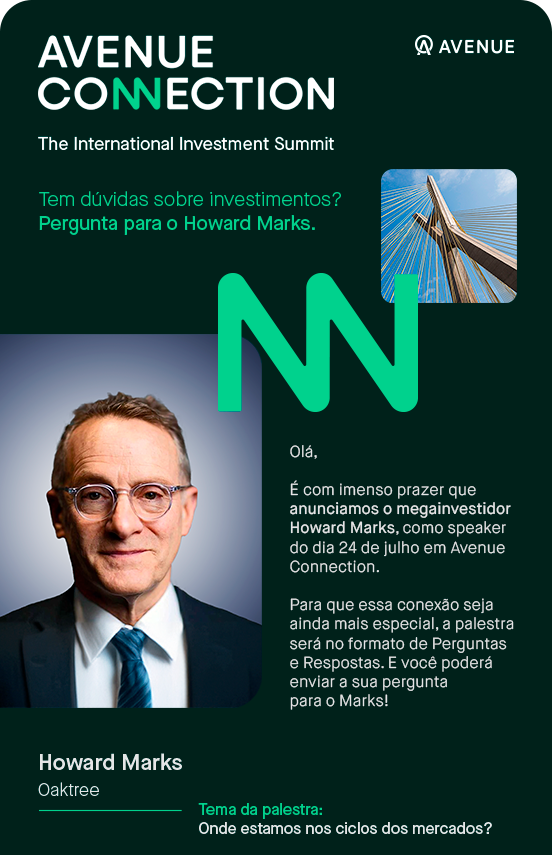 AVENUE
CONNECTION
AVENUE
The International Investment Summit
Tem dúvidas sobre investimentos?
Pergunta para o Howard Marks.
Olá,
É com imenso prazer que
anunciamos o megainvestidor
Howard Marks, como speaker
do dia 24 de julho em Avenue
Connection.
Para que essa conexão seja
ainda mais especial, a palestra
será no formato de Perguntas
e Respostas. E você poderá
enviar a sua pergunta
para o Marks!
Howard Marks
Oaktree
Tema da palestra:
Onde estamos nos ciclos dos mercados?